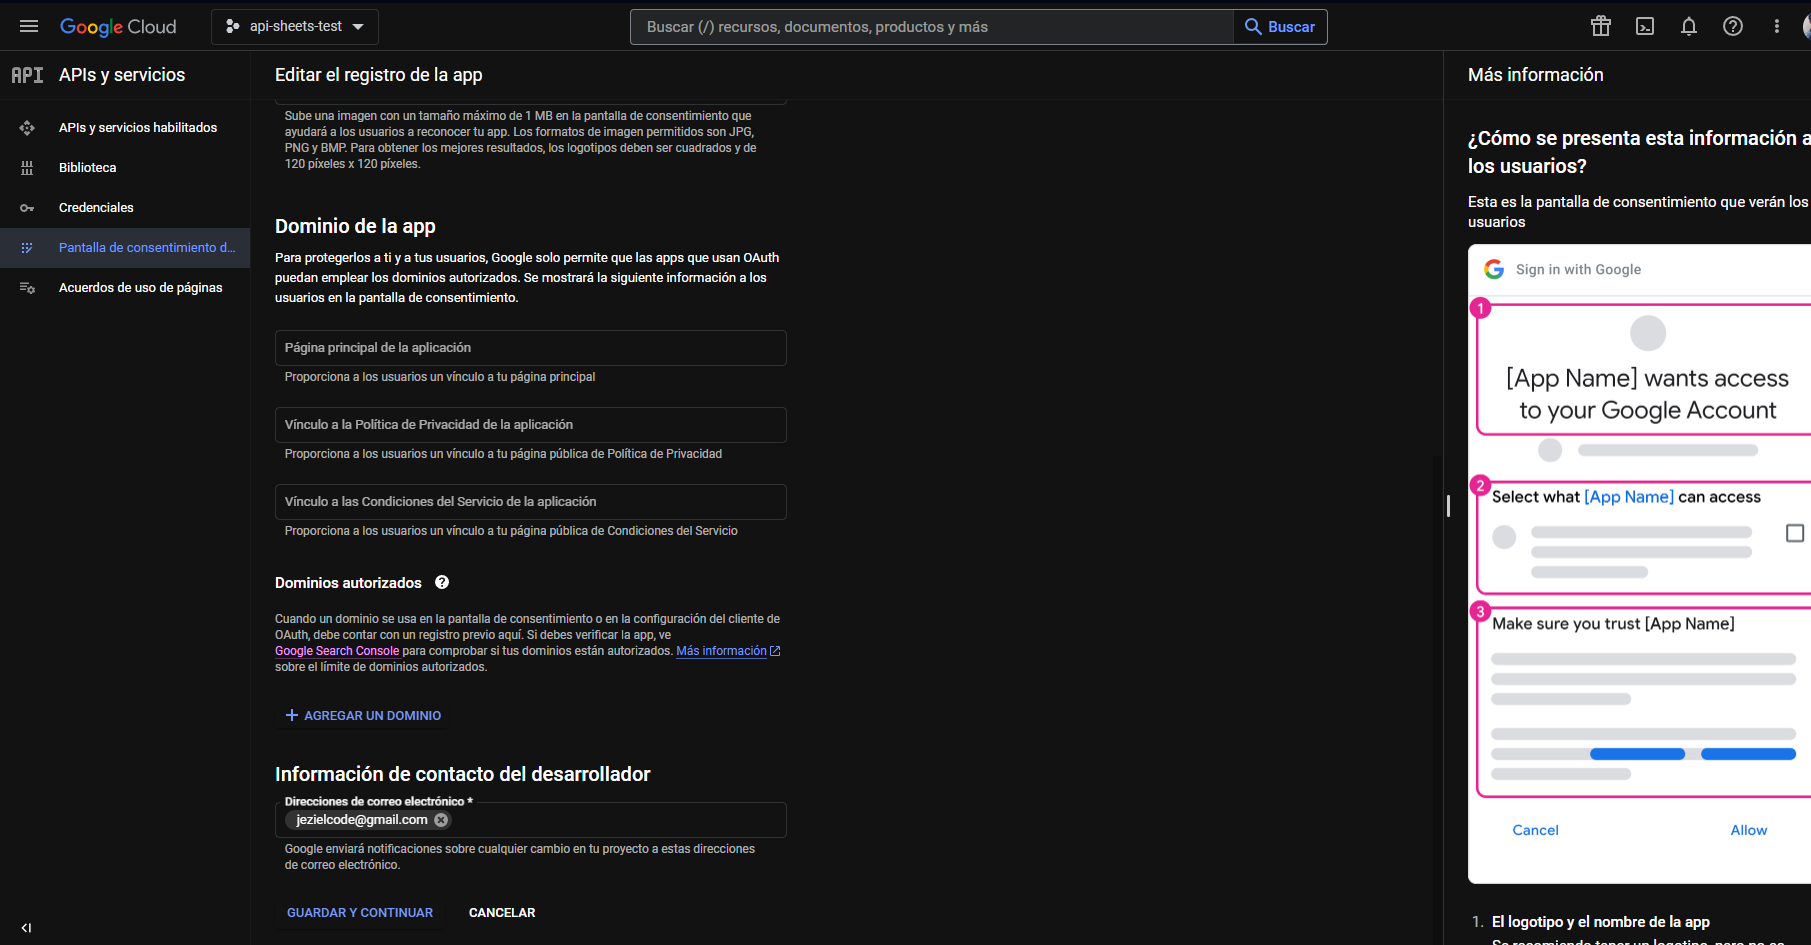 Google Cloud
api-sheets-test
Buscar (/) recursos, documentos, productos y más
Buscar
API APIs y servicios
APIs y servicios habilitados
Biblioteca
Credenciales
Pantalla de consentimiento d...
Acuerdos de uso de páginas
Editar el registro de la app
Sube una imagen con un tamaño máximo de 1 MB en la pantalla de consentimiento que
ayudará a los usuarios a reconocer tu app. Los formatos de imagen permitidos son JPG,
PNG y BMP. Para obtener los mejores resultados, los logotipos deben ser cuadrados y de
120 píxeles x 120 píxeles.
Dominio de la app
Para protegerlos a ti y a tus usuarios, Google solo permite que las apps que usan OAuth
puedan emplear los dominios autorizados. Se mostrará la siguiente información a los
usuarios en la pantalla de consentimiento.
Página principal de la aplicación
Proporciona a los usuarios un vínculo a tu página principal
Vínculo a la Política de Privacidad de la aplicación
Proporciona a los usuarios un vínculo a tu página pública de Política de Privacidad
Vínculo a las Condiciones del Servicio de la aplicación
Proporciona a los usuarios un vínculo a tu página pública de Condiciones del Servicio
Dominios autorizados
Cuando un dominio se usa en la pantalla de consentimiento o en la configuración del cliente de
OAuth, debe contar con un registro previo aquí. Si debes verificar la app, ve
Google Search Console para comprobar si tus dominios están autorizados. Más información
sobre el límite de dominios autorizados.
+ AGREGAR UN DOMINIO
Información de contacto del desarrollador
Direcciones de correo electrónico *
jezielcode@gmail.com
Google enviará notificaciones sobre cualquier cambio en tu proyecto a estas direcciones
de correo electrónico.
GUARDAR Y CONTINUAR
CANCELAR
Más información
¿Cómo se presenta esta información a
los usuarios?
Esta es la pantalla de consentimiento que verán los
usuarios
Sign in with Google
1
[App Name] wants access
to your Google Account
2
Select what [App Name] can access
3
Make sure you trust [App Name]
Cancel
Allow
1. El logotipo y el nombre de la app